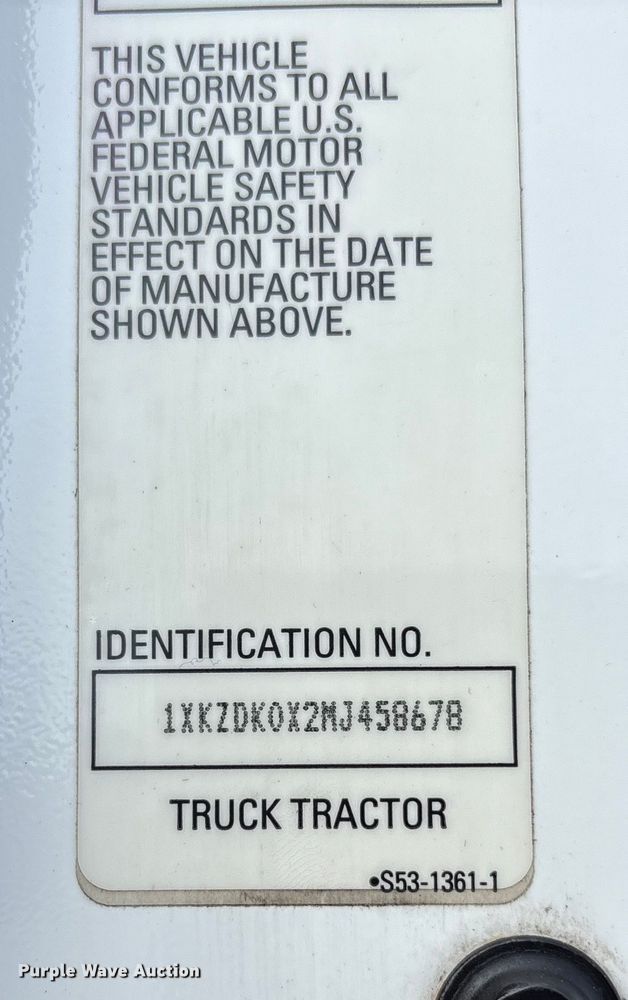 THIS VEHICLE
CONFORMS TO ALL
APPLICABLE U.S.
FEDERAL MOTOR
VEHICLE SAFETY
STANDARDS IN
EFFECT ON THE DATE
OF MANUFACTURE
SHOWN ABOVE.
IDENTIFICATION NO.
1XKZDK0X2MJ458678
TRUCK TRACTOR
•S53-1361-1
Purple Wave Auction